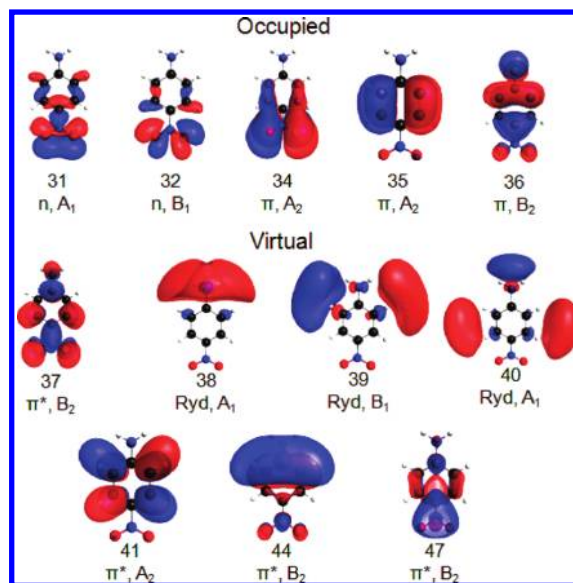 Occupied
31 32 34 35 36
n, A₁ n, B₁ π, A₂ π, A₂ π, B₂
Virtual
37 38 39 40
π*, B₂ Ryd, A₁ Ryd, B₁ Ryd, A₁
41 44 47
π*, A₂ π*, B₂ π*, B₂